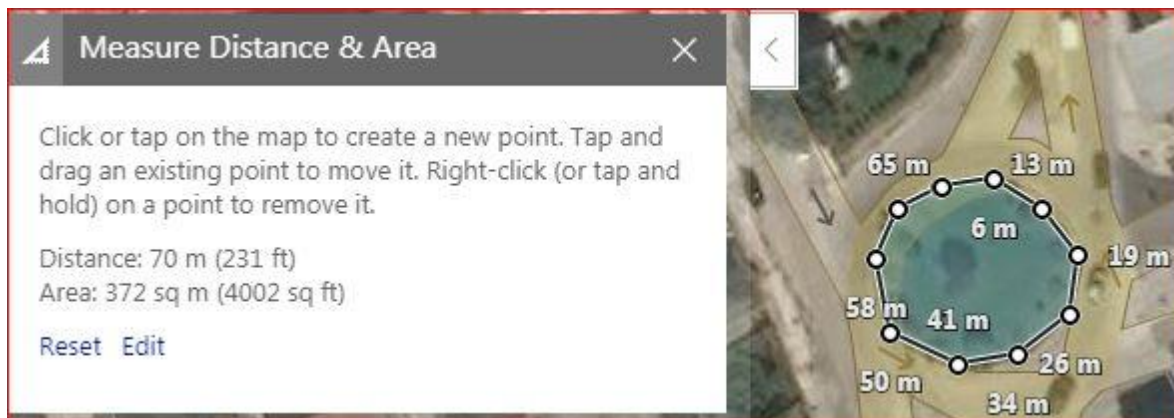 Measure Distance & Area
Click or tap on the map to create a new point. Tap and
drag an existing point to move it. Right-click (or tap and
hold) on a point to remove it.
Distance: 70 m (231 ft)
Area: 372 sq m (4002 sq ft)
Reset Edit
65 m
13 m
6 m
19 m
58 m
41 m
26 m
50 m
34 m